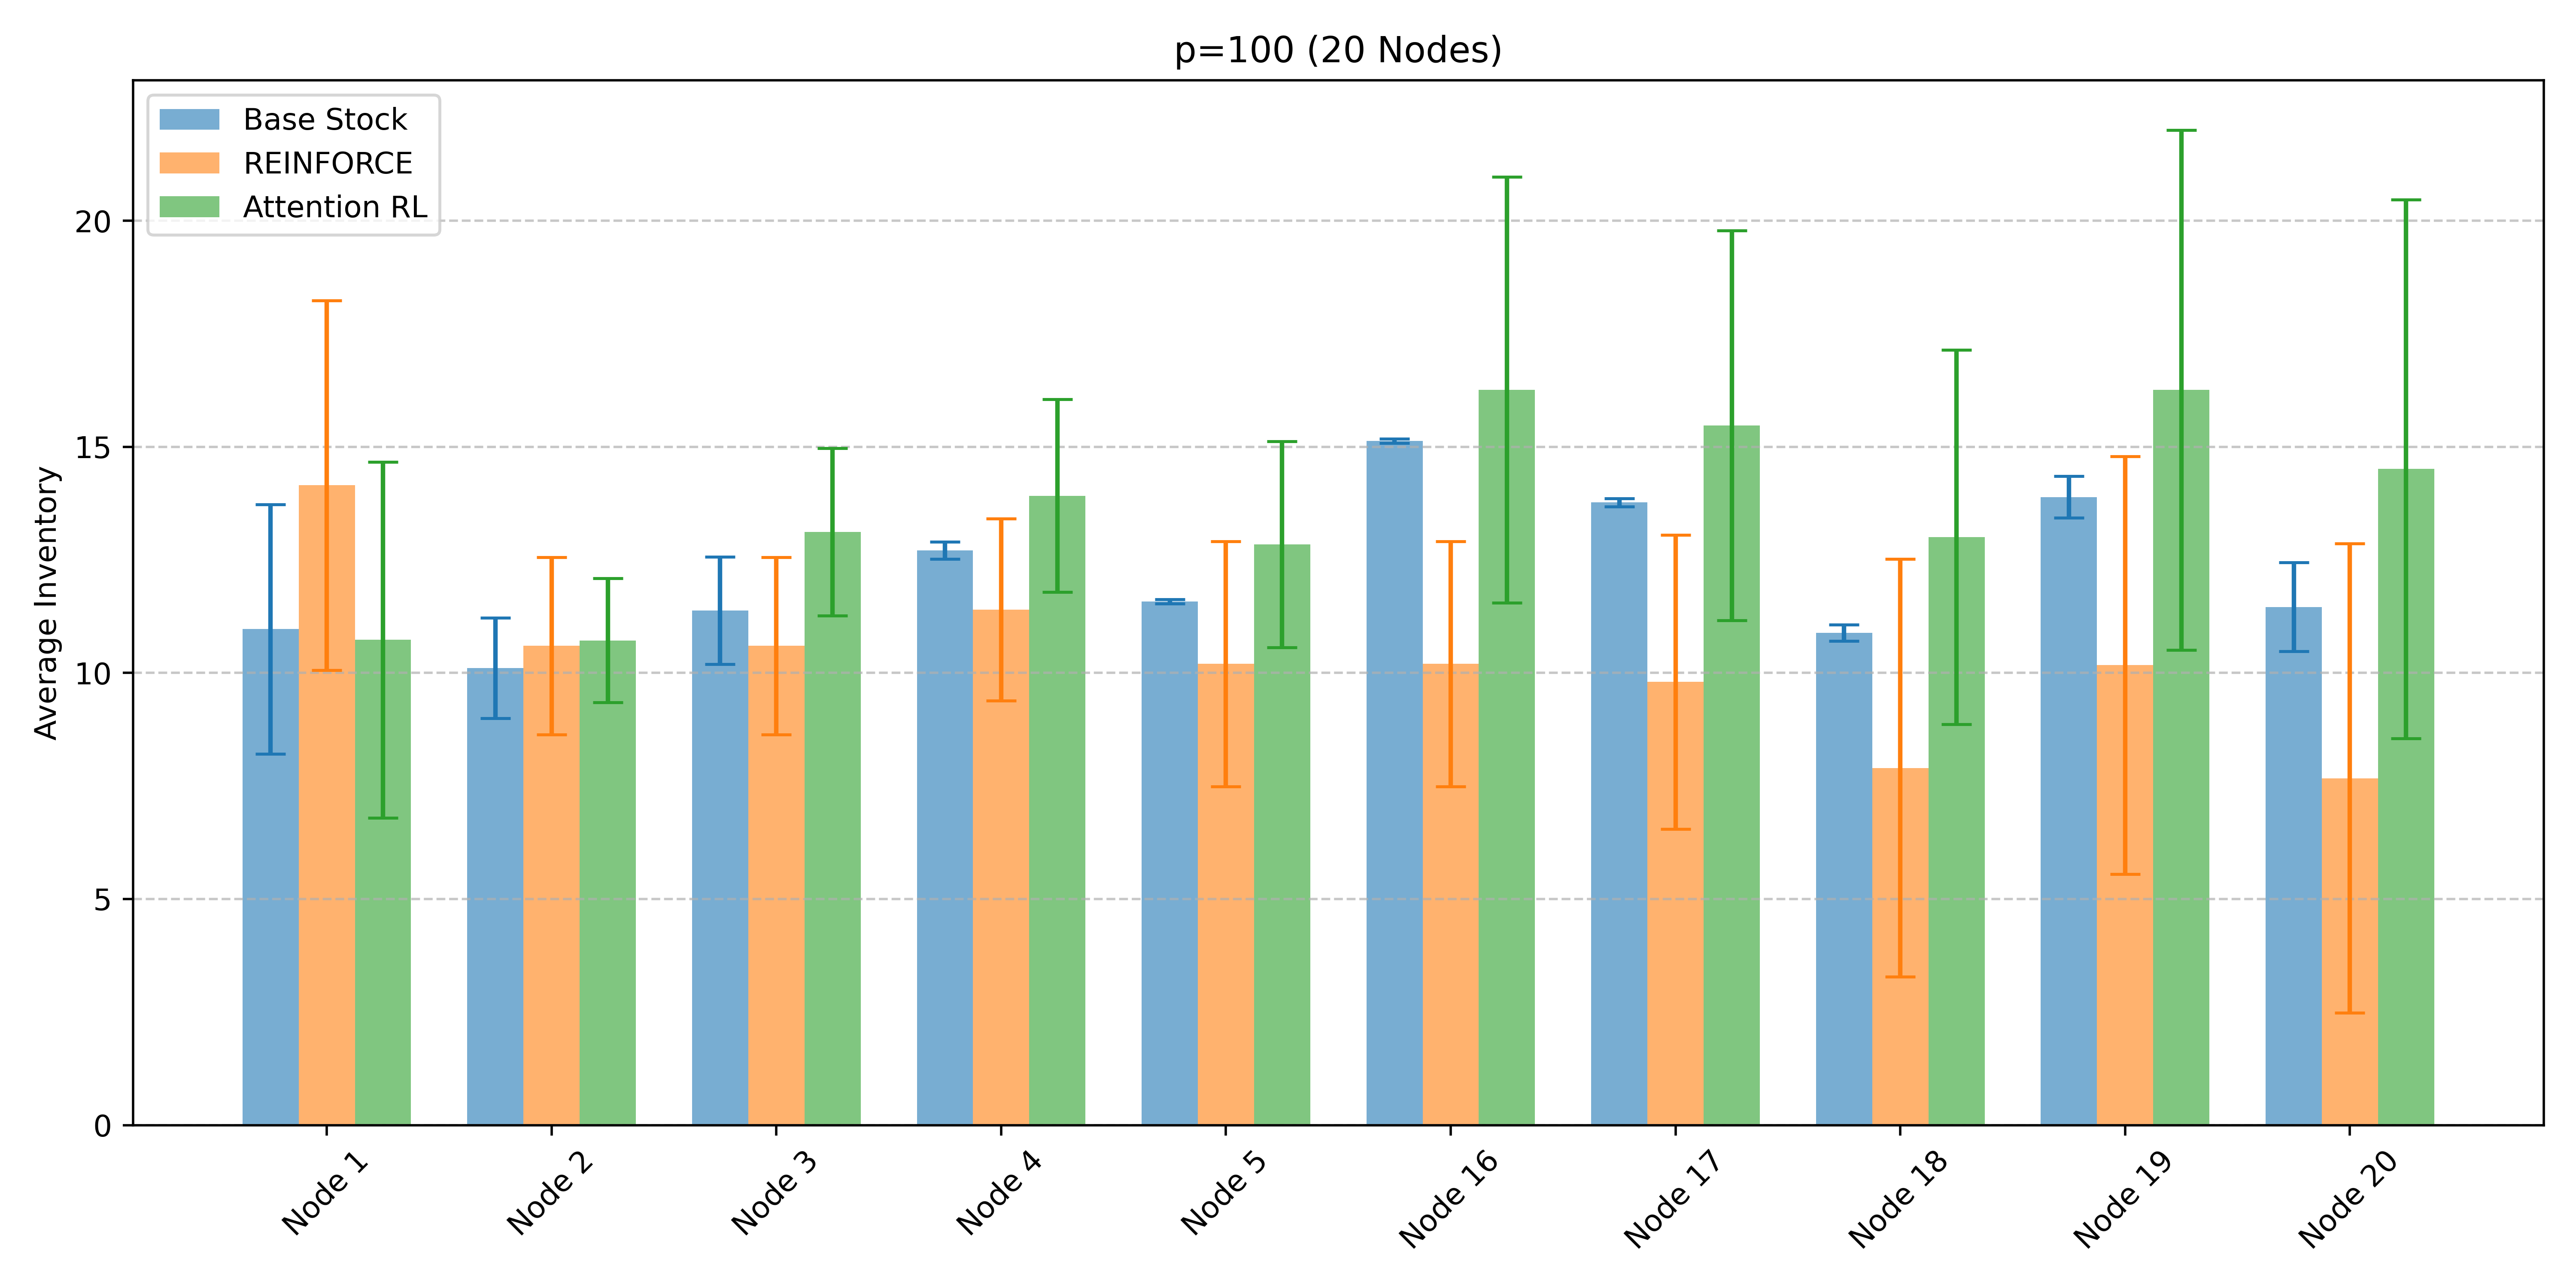 p=100 (20 Nodes)
Base Stock
REINFORCE
Attention RL
Average Inventory
20
15
10
5
0
Node 1
Node 2
Node 3
Node 4
Node 5
Node 16
Node 17
Node 18
Node 19
Node 20